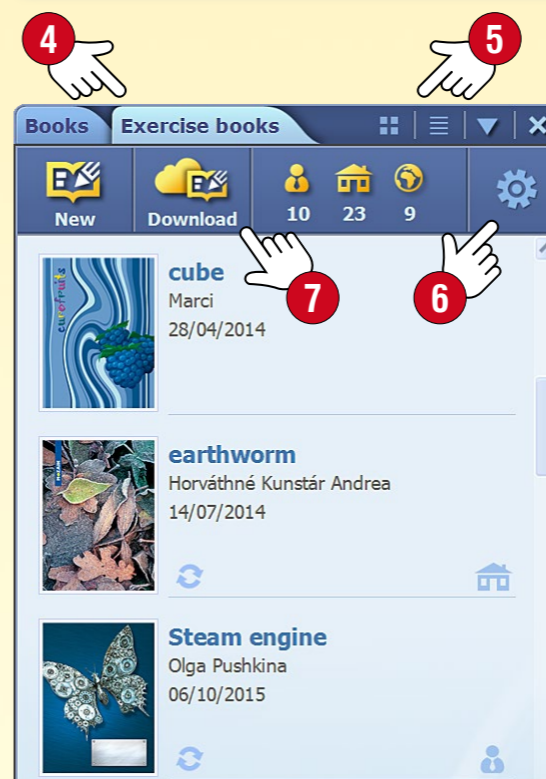 4
5
Books Exercise books
New Download 10 23 9
7
6
cube
Marci
28/04/2014
eurofruits
earthworm
Horváthné Kunstár Andrea
14/07/2014
Steam engine
Olga Pushkina
06/10/2015